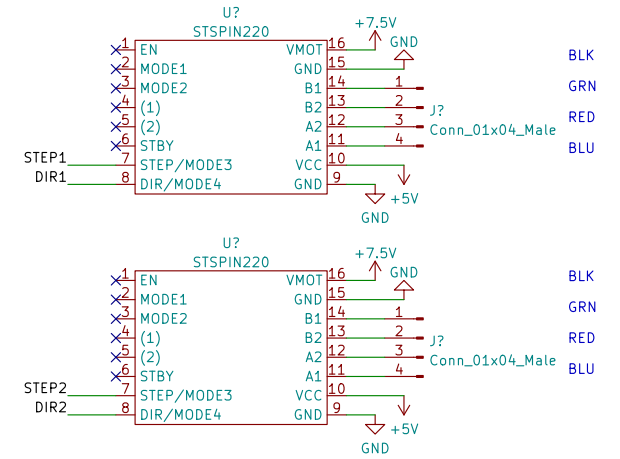 U?
STSPIN220
+7.5V
GND
1 EN VMOT 16
2 MODE1 GND 15
3 MODE2 B1 14 1
4 (1) B2 13 2
5 (2) A2 12 3
6 STBY A1 11 4
J?
Conn_01x04_Male
BLK
GRN
RED
BLU
STEP1 7 STEP/MODE3 VCC 10
DIR1 8 DIR/MODE4 GND 9
+5V
GND
U?
STSPIN220
+7.5V
GND
1 EN VMOT 16
2 MODE1 GND 15
3 MODE2 B1 14 1
4 (1) B2 13 2
5 (2) A2 12 3
6 STBY A1 11 4
J?
Conn_01x04_Male
BLK
GRN
RED
BLU
STEP2 7 STEP/MODE3 VCC 10
DIR2 8 DIR/MODE4 GND 9
+5V
GND